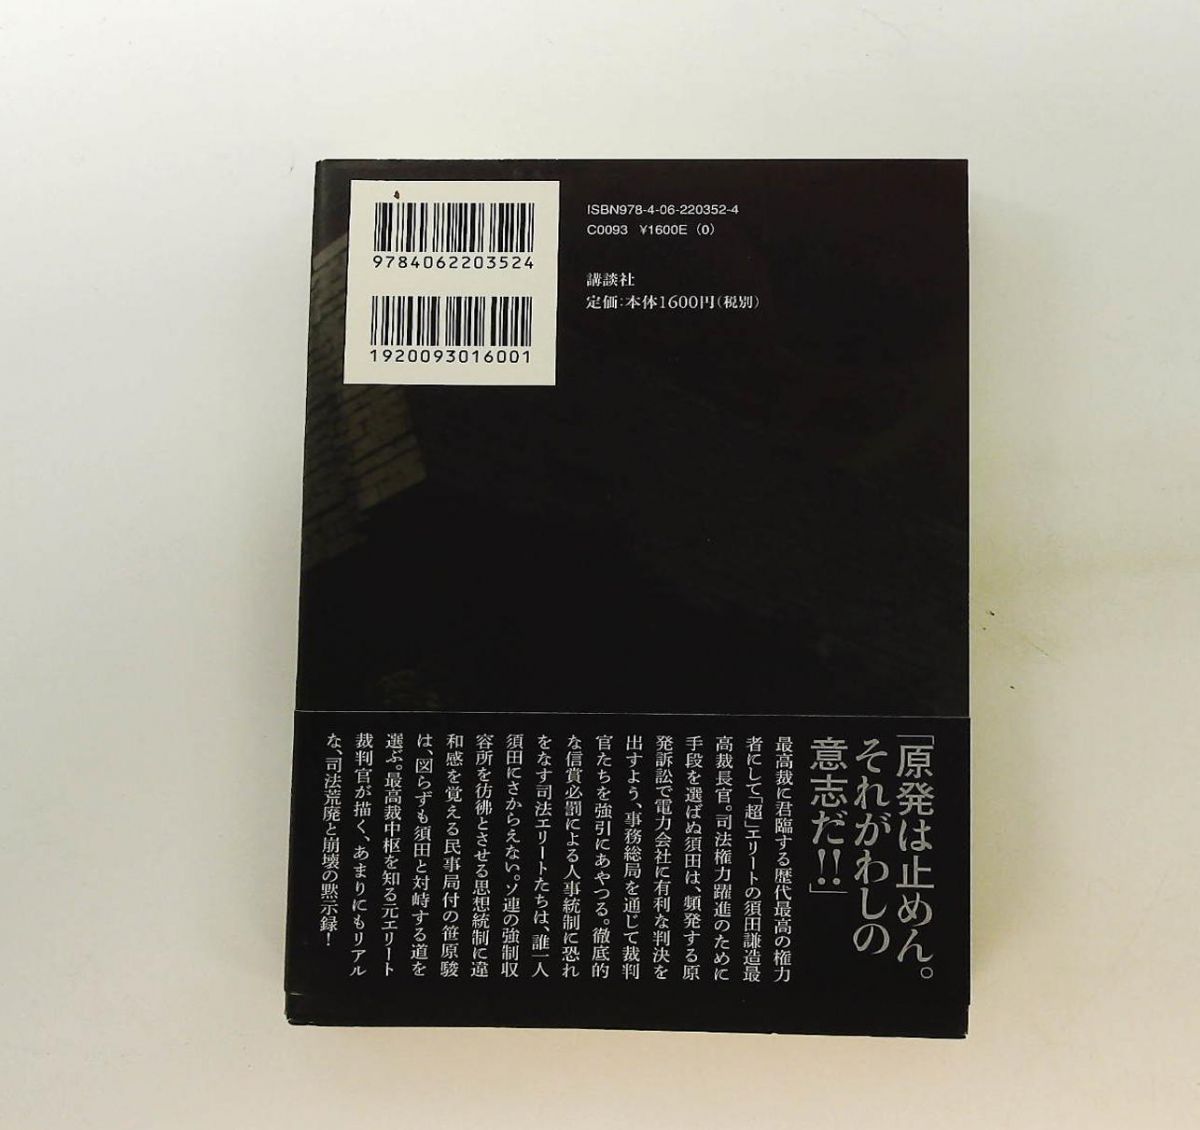 9784062203524
1920093016001
ISBN978-4-06-220352-4
C0093 ¥1600E (0)
講談社
定価:本体1600円(税別)
「原発は止めん。
それがわしの
意志だ!!」
最高裁に君臨する歴代最高の権力
者にして「超」エリートの須田謙造最
高裁長官。司法権力躍進のために
手段を選ばぬ須田は、頻発する原
発訴訟で電力会社に有利な判決を
出すよう、事務総局を通じて裁判
官たちを強引にあやつる。徹底的
な信賞必罰による人事統制に恐れ
をなす司法エリートたちは、誰一人
須田にさからえない。ソ連の強制収
容所を彷彿とさせる思想統制に違
和感を覚える民事局付の笹原駿
は、図らずも須田と対峙する道を
選ぶ。最高裁中枢を知る元エリート
裁判官が描く、あまりにもリアル
な、司法荒廃と崩壊の黙示録!